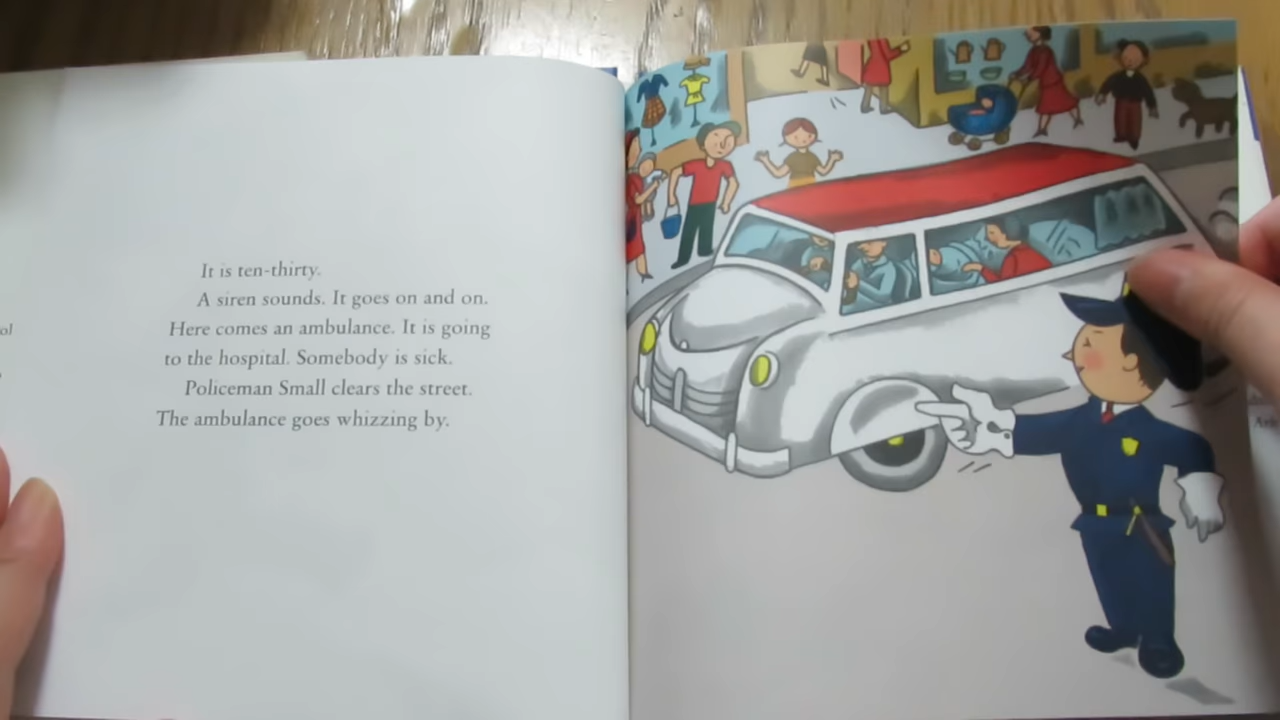 It is ten-thirty.
A siren sounds. It goes on and on.
Here comes an ambulance. It is going
to the hospital. Somebody is sick.
Policeman Small clears the street.
The ambulance goes whizzing by.
ol